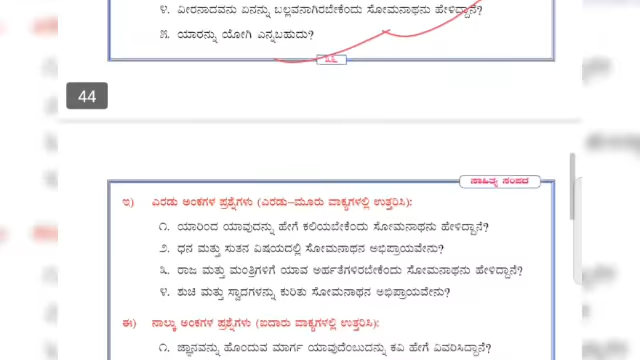 ೪. ವೀರನಾದವನು ಏನನ್ನು ಬಲ್ಲವನಾಗಿರಬೇಕೆಂದು ಸೋಮನಾಥನು ಹೇಳಿದ್ದಾನೆ?
೫. ಯಾರನ್ನು ಯೋಗಿ ಎನ್ನಬಹುದು?
44
ಸಾಹಿತ್ಯ ಸಂಪದ
ಇ) ಎರಡು ಅಂಕಗಳ ಪ್ರಶ್ನೆಗಳು (ಎರಡು-ಮೂರು ವಾಕ್ಯಗಳಲ್ಲಿ ಉತ್ತರಿಸಿ):
೧. ಯಾರಿಂದ ಯಾವುದನ್ನು ಹೇಗೆ ಕಲಿಯಬೇಕೆಂದು ಸೋಮನಾಥನು ಹೇಳಿದ್ದಾನೆ?
೨. ಧನ ಮತ್ತು ಸುತನ ವಿಷಯದಲ್ಲಿ ಸೋಮನಾಥನ ಅಭಿಪ್ರಾಯವೇನು?
೩. ರಾಜ ಮತ್ತು ಮಂತ್ರಿಗಳಿಗೆ ಯಾವ ಅರ್ಹತೆಗಳಿರಬೇಕೆಂದು ಸೋಮನಾಥನು ಹೇಳಿದ್ದಾನೆ?
೪. ಶುಚಿ ಮತ್ತು ಸ್ವಾದಗಳನ್ನು ಕುರಿತು ಸೋಮನಾಥನ ಅಭಿಪ್ರಾಯವೇನು?
ಈ) ನಾಲ್ಕು ಅಂಕಗಳ ಪ್ರಶ್ನೆಗಳು (ಐದಾರು ವಾಕ್ಯಗಳಲ್ಲಿ ಉತ್ತರಿಸಿ):
೧. ಜ್ಞಾನವನ್ನು ಹೊಂದುವ ಮಾರ್ಗ ಯಾವುದೆಂಬುದನ್ನು ಕವಿ ಹೇಗೆ ವಿವರಿಸಿದ್ದಾನೆ?